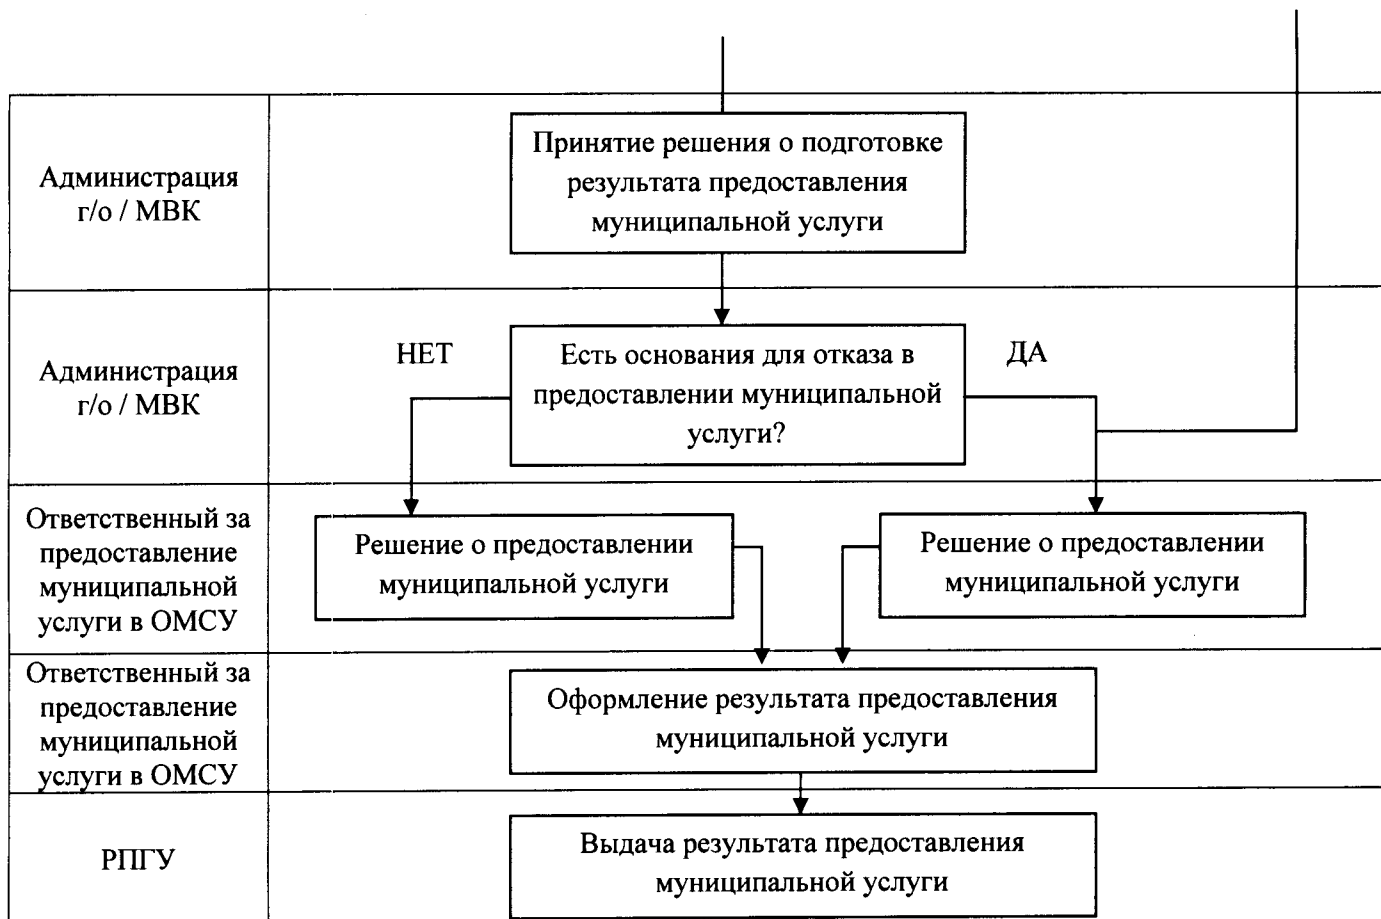 Администрация
г/о / МВК
Принятие решения о подготовке
результата предоставления
муниципальной услуги
Администрация
г/о / МВК
НЕТ
Есть основания для отказа в
предоставлении муниципальной
услуги?
ДА
Ответственный за
предоставление
муниципальной
услуги в ОМСУ
Решение о предоставлении
муниципальной услуги
Решение о предоставлении
муниципальной услуги
Ответственный за
предоставление
муниципальной
услуги в ОМСУ
Оформление результата предоставления
муниципальной услуги
РПГУ
Выдача результата предоставления
муниципальной услуги